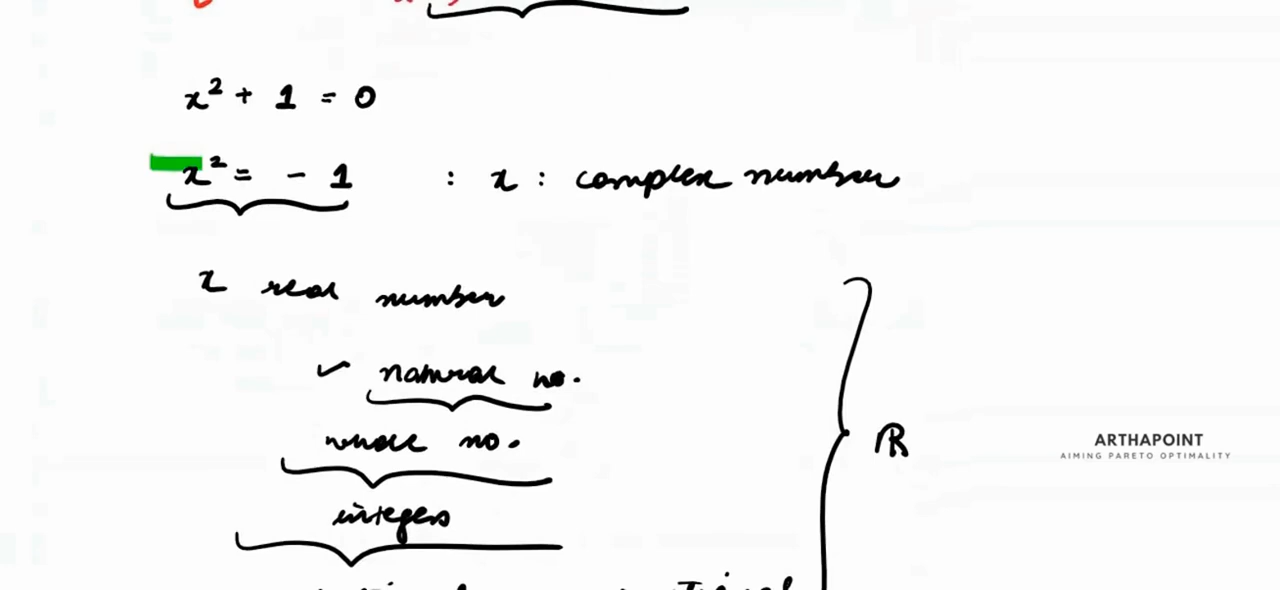 x² + 1 = 0
x² = - 1 : x : complex number
x real number
✓ natural no.
whole no.
integers
ℝ
ARTHAPOINT
AIMING PARETO OPTIMALITY